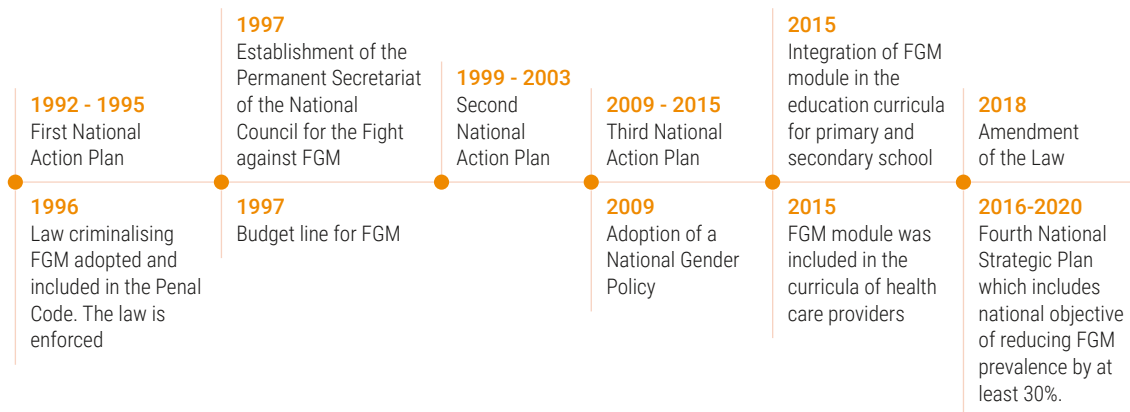 1992 - 1995
First National
Action Plan
1996
Law criminalising
FGM adopted and
included in the Penal
Code. The law is
enforced
1997
Establishment of the
Permanent Secretariat
of the National
Council for the Fight
against FGM
1997
Budget line for FGM
1999 - 2003
Second
National
Action Plan
2009 - 2015
Third National
Action Plan
2009
Adoption of a
National Gender
Policy
2015
Integration of FGM
module in the
education curricula
for primary and
secondary school
2015
FGM module was
included in the
curricula of health
care providers
2018
Amendment
of the Law
2016-2020
Fourth National
Strategic Plan
which includes
national objective
of reducing FGM
prevalence by at
least 30%.